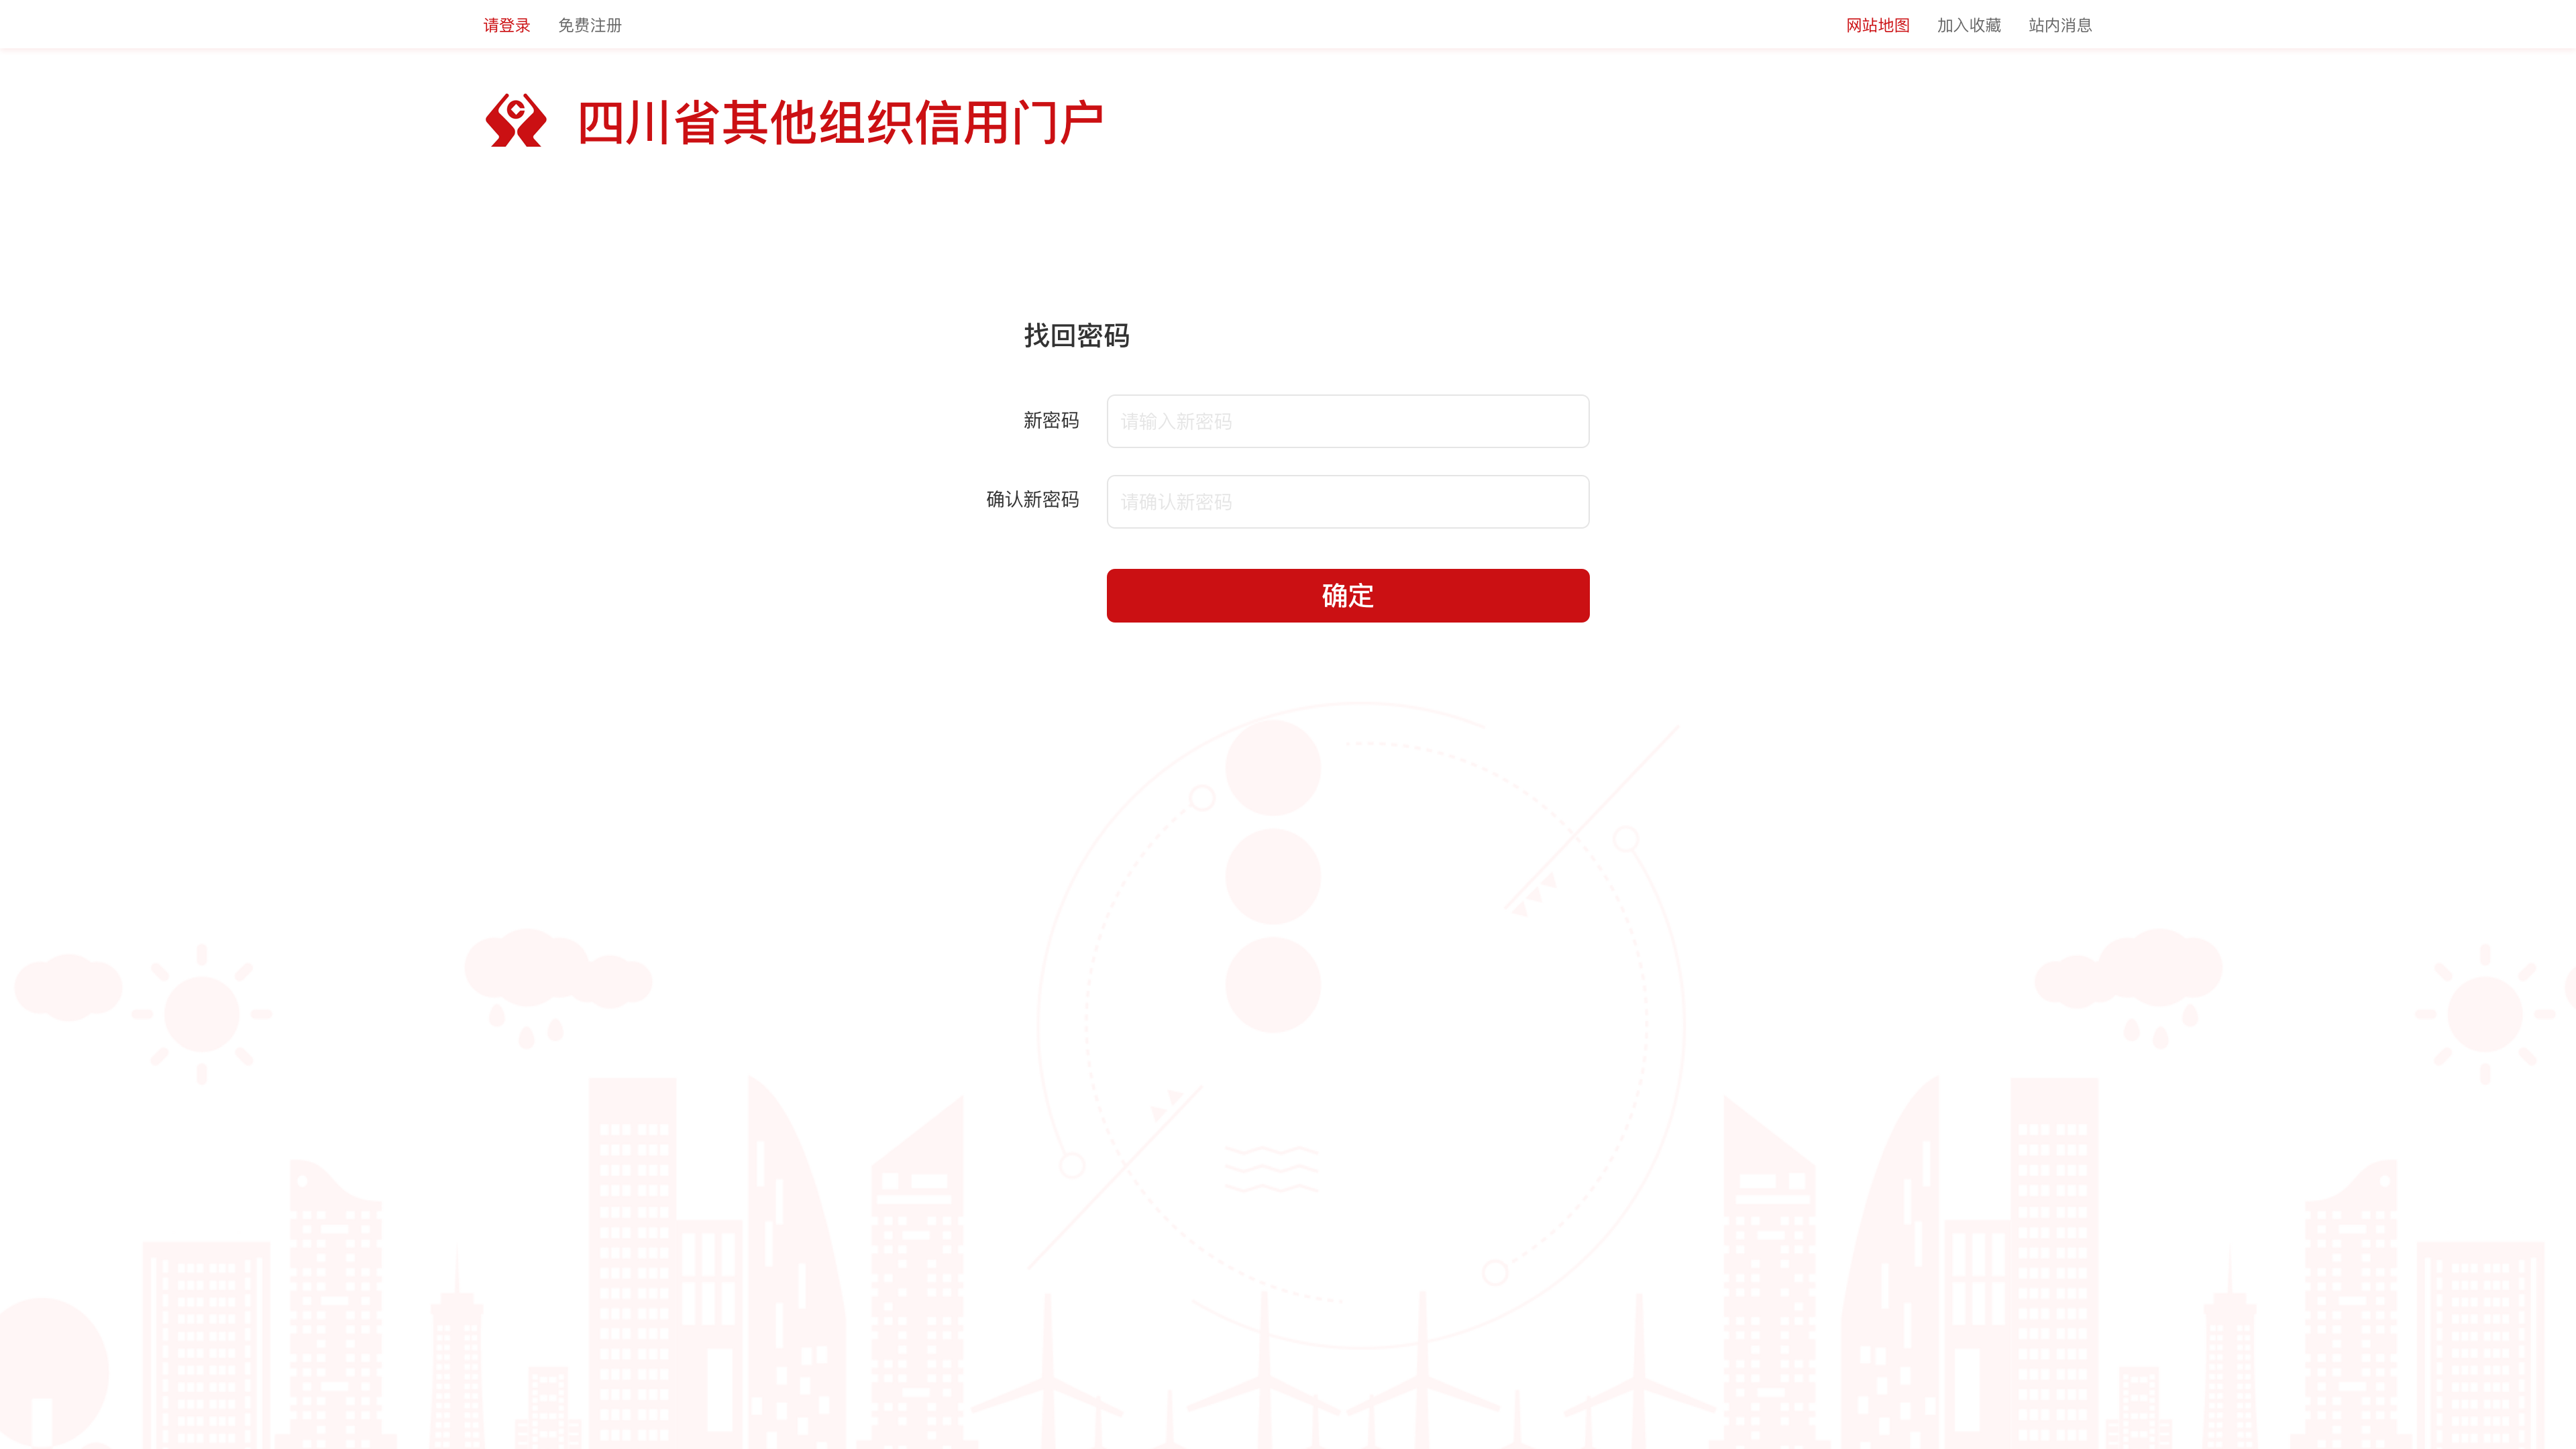 请登录 免费注册 网站地图 加入收藏 站内消息
四川省其他组织信用门户
找回密码
新密码 请输入新密码
确认新密码 请确认新密码
确定